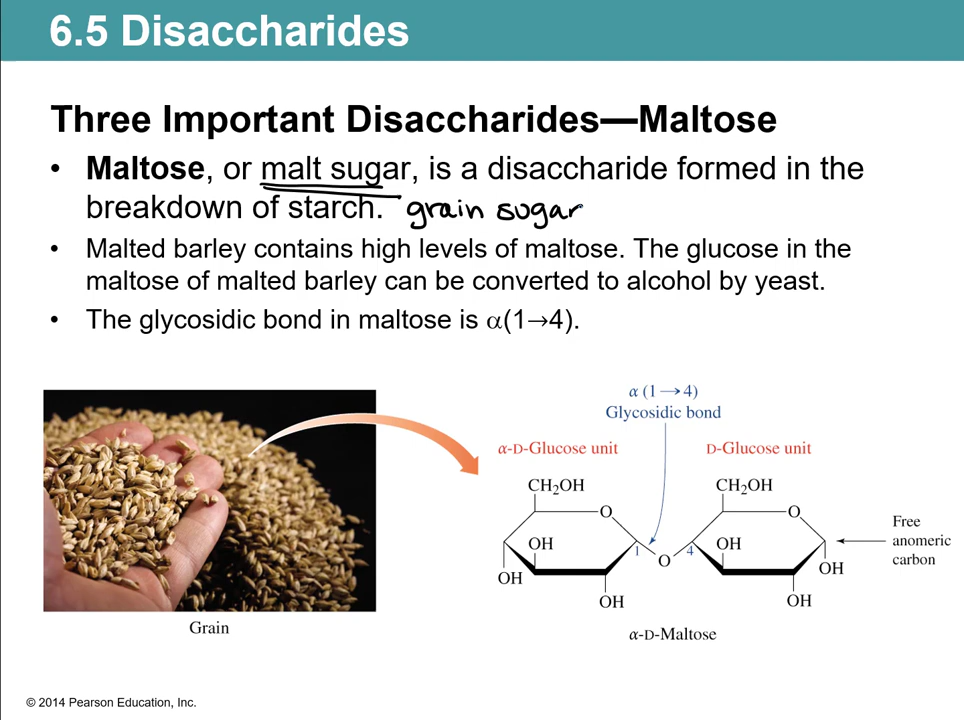 6.5 Disaccharides
Three Important Disaccharides—Maltose
• Maltose, or malt sugar, is a disaccharide formed in the
breakdown of starch. grain sugar
• Malted barley contains high levels of maltose. The glucose in the
maltose of malted barley can be converted to alcohol by yeast.
• The glycosidic bond in maltose is α(1→4).
α (1 → 4)
Glycosidic bond
α-D-Glucose unit
D-Glucose unit
CH₂OH
CH₂OH
O
O
Free
anomeric
carbon
OH
OH
1
4
O
OH
OH
OH
OH
Grain
α-D-Maltose
© 2014 Pearson Education, Inc.